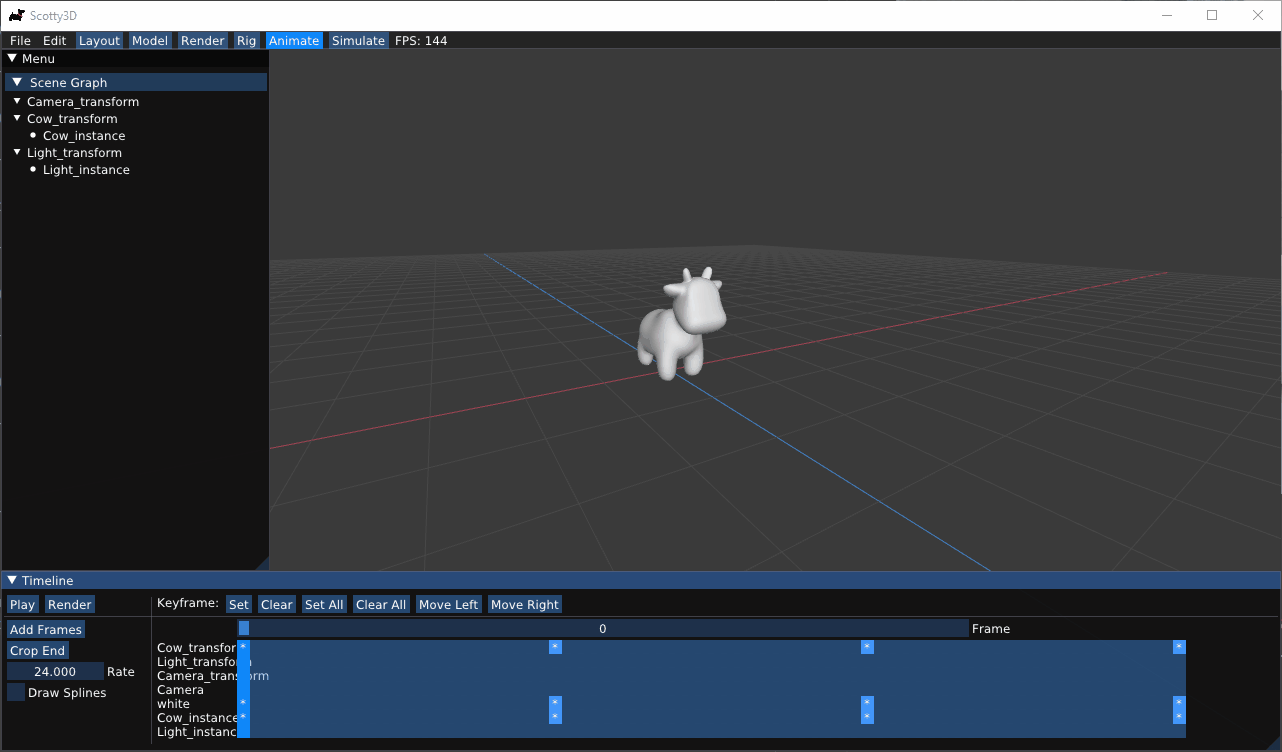 Scotty3D
File Edit Layout Model Render Rig Animate Simulate FPS: 144
Menu
Scene Graph
Camera_transform
Cow_transform
Cow_instance
Light_transform
Light_instance
Timeline
Play Render Keyframe: Set Clear Set All Clear All Move Left Move Right
Add Frames 0 Frame
Crop End
24.000 Rate
Draw Splines
Cow_transfor * * * *
Light_transform
Camera_transform
Camera
white * * * *
Cow_instance * * * *
Light_instanc